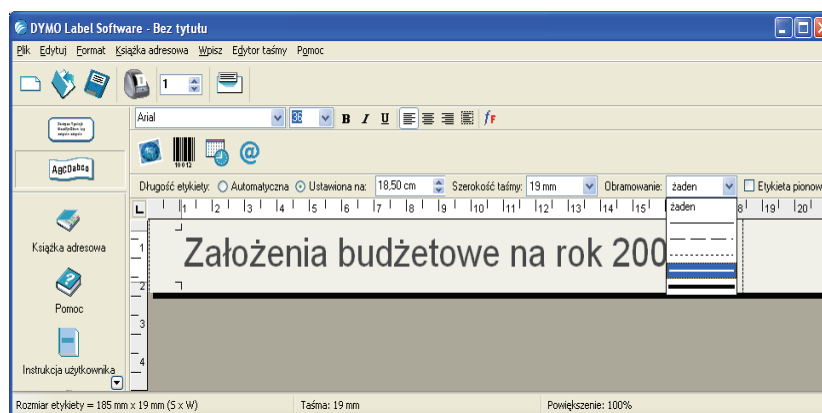 DYMO Label Software - Bez tytułu
Plik Edytuj Format Książka adresowa Wpisz Edytor taśmy Pomoc
1
Arial 36 B I U
AgCDabcg
Długość etykiety: Automatyczna Ustawiona na: 18,50 cm Szerokość taśmy: 19 mm Obramowanie: żaden Etykieta pionow
1 2 3 4 5 6 7 8 9 10 11 12 13 14 15 8 19 20
żaden
Założenia budżetowe na rok 200
1
2
3
4
Książka adresowa
Pomoc
Instrukcja użytkownika
Rozmiar etykiety = 185 mm x 19 mm (S x W) Taśma: 19 mm Powiększenie: 100%